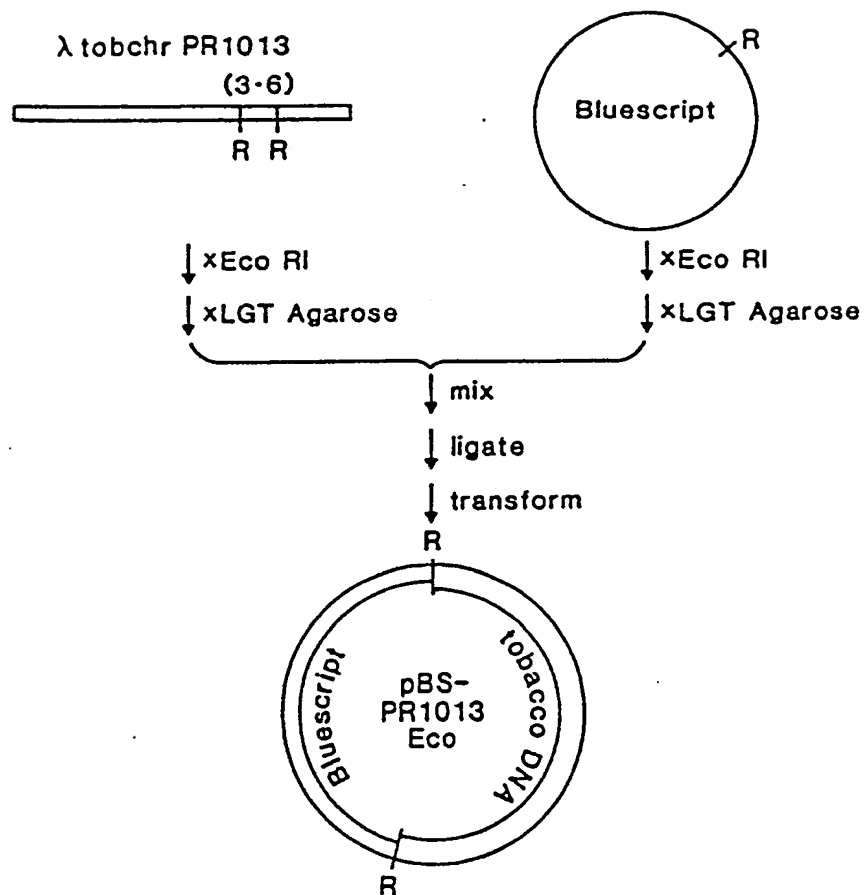 λ tobchr PR1013
(3-6)
R R
R
Bluescript
xEco RI
xLGT Agarose
xEco RI
xLGT Agarose
mix
ligate
transform
R
Bluescript
pBS-
PR1013
Eco
tobacco DNA
R